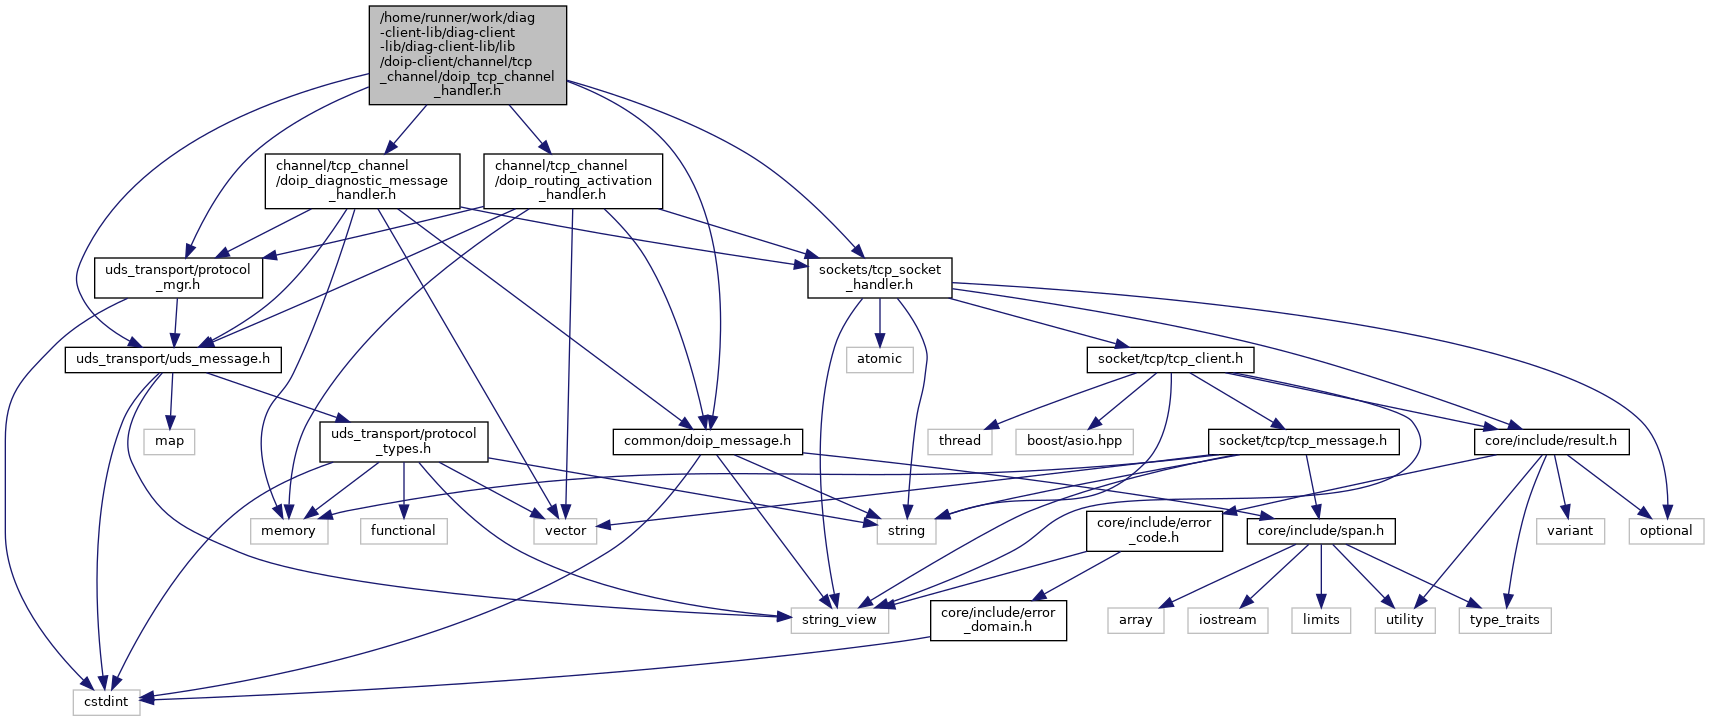 /home/runner/work/diag
-client-lib/diag-client
-lib/diag-client-lib/lib
/doip-client/channel/tcp
_channel/doip_tcp_channel
_handler.h
channel/tcp_channel
/doip_diagnostic_message
_handler.h
channel/tcp_channel
/doip_routing_activation
_handler.h
uds_transport/protocol
_mgr.h
sockets/tcp_socket
_handler.h
uds_transport/uds_message.h
atomic
socket/tcp/tcp_client.h
map
uds_transport/protocol
_types.h
common/doip_message.h
thread
boost/asio.hpp
socket/tcp/tcp_message.h
core/include/result.h
memory
functional
vector
string
core/include/error
_code.h
core/include/span.h
variant
optional
string_view
core/include/error
_domain.h
array
iostream
limits
utility
type_traits
cstdint